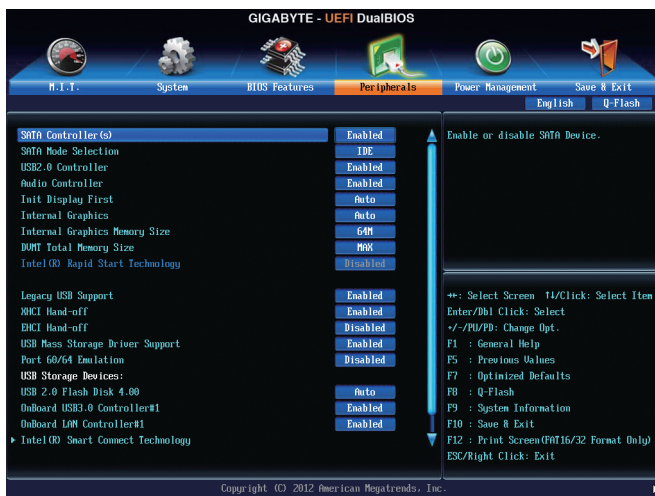 GIGABYTE - UEFI DualBIOS
M.I.T. System BIOS Features Peripherals Power Management Save & Exit
English Q-Flash
SATA Controller(s) Enabled
SATA Mode Selection IDE
USB2.0 Controller Enabled
Audio Controller Enabled
Init Display First Auto
Internal Graphics Auto
Internal Graphics Memory Size 64M
DVMT Total Memory Size MAX
Intel(R) Rapid Start Technology Disabled
Legacy USB Support Enabled
XHCI Hand-off Enabled
EHCI Hand-off Disabled
USB Mass Storage Driver Support Enabled
Port 60/64 Emulation Disabled
USB Storage Devices:
USB 2.0 Flash Disk 4.00 Auto
OnBoard USB3.0 Controller#1 Enabled
OnBoard LAN Controller#1 Enabled
Intel(R) Smart Connect Technology
Enable or disable SATA Device.
→←: Select Screen ↑↓/Click: Select Item
Enter/Dbl Click: Select
+/-/PU/PD: Change Opt.
F1 : General Help
F5 : Previous Values
F7 : Optimized Defaults
F8 : Q-Flash
F9 : System Information
F10 : Save & Exit
F12 : Print Screen(FAT16/32 Format Only)
ESC/Right Click: Exit
Copyright (C) 2012 American Megatrends, Inc.